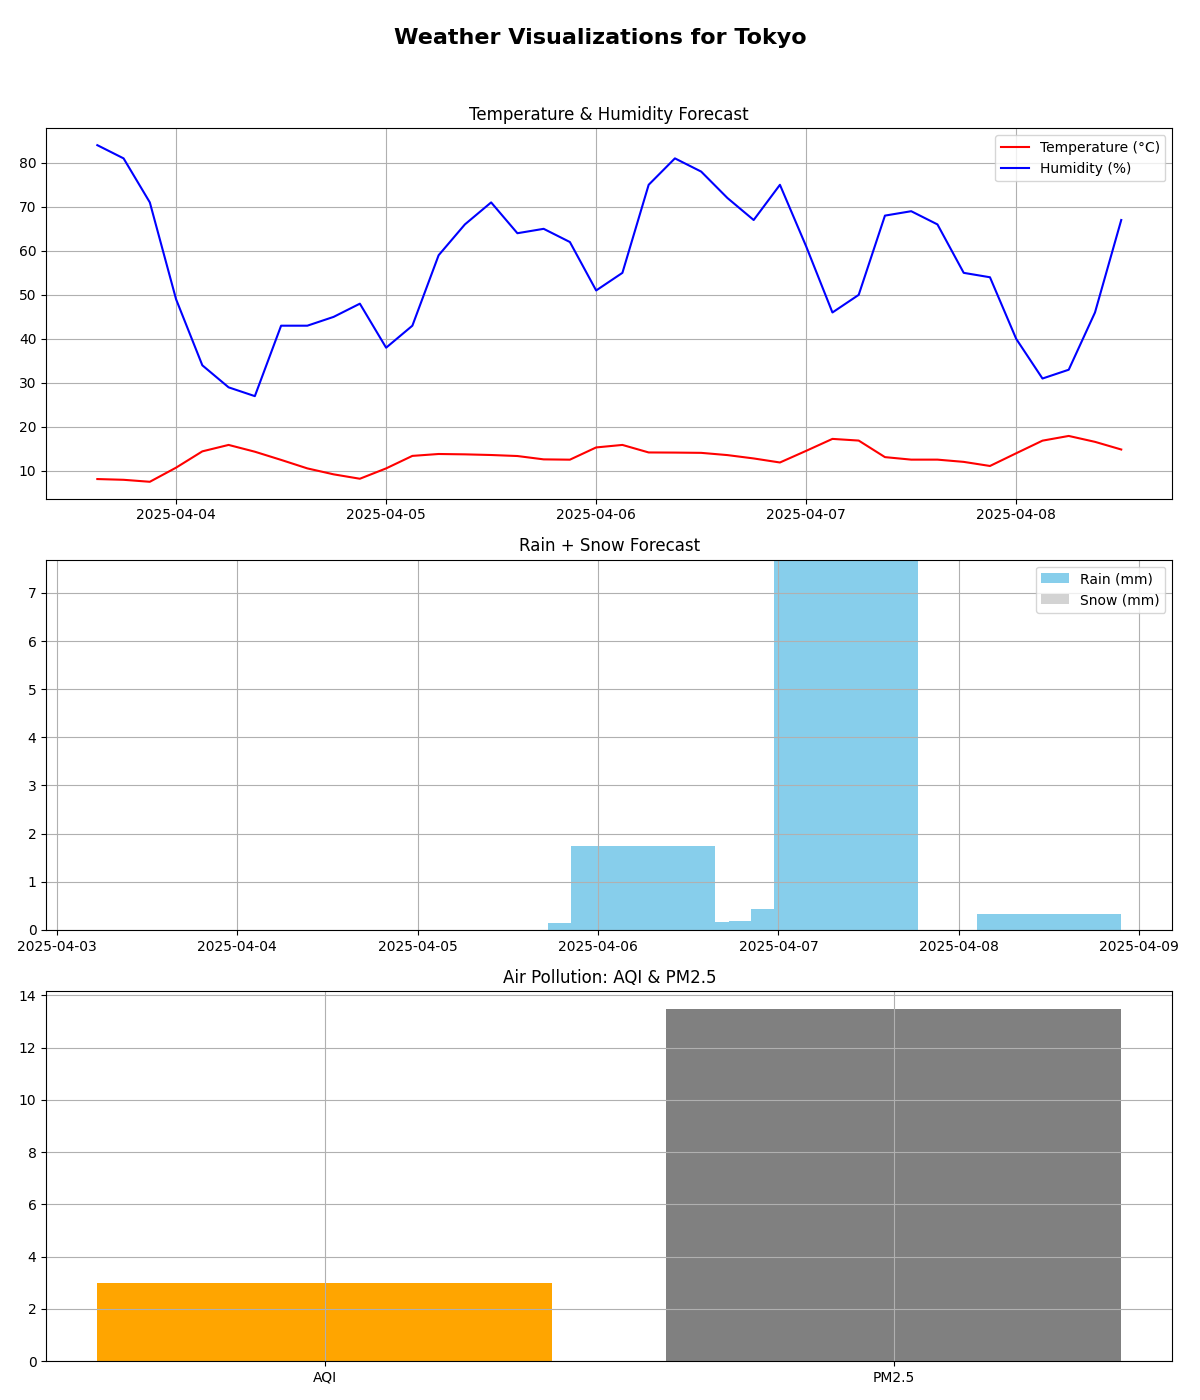 Weather Visualizations for Tokyo
Temperature & Humidity Forecast
Temperature (°C)
Humidity (%)
80
70
60
50
40
30
20
10
2025-04-04 2025-04-05 2025-04-06 2025-04-07 2025-04-08
Rain + Snow Forecast
Rain (mm)
Snow (mm)
7
6
5
4
3
2
1
0
2025-04-03 2025-04-04 2025-04-05 2025-04-06 2025-04-07 2025-04-08 2025-04-09
Air Pollution: AQI & PM2.5
14
12
10
8
6
4
2
0
AQI PM2.5